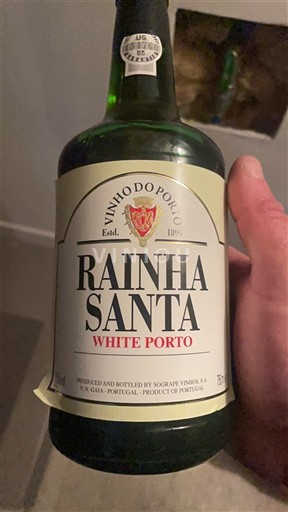 VINHO DO PORTO
Estd.
RAINHA
SANTA
WHITE PORTO
PRODUCED AND BOTTLED BY SOGRAPE VINHOS, S.A.
V. N. GAIA - PORTUGAL - PRODUCT OF PORTUGAL
VINIOU